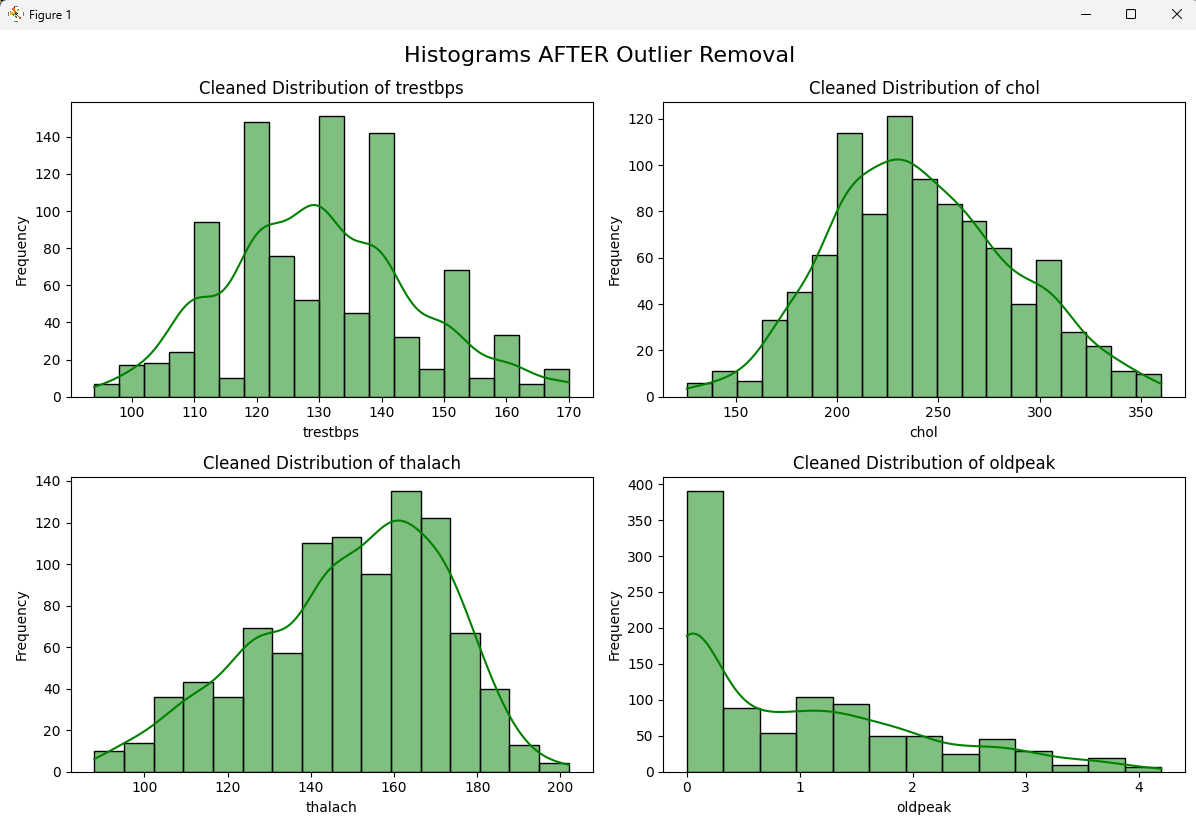 Figure 1
Histograms AFTER Outlier Removal
Cleaned Distribution of trestbps
Frequency
140
120
100
80
60
40
20
0
100 110 120 130 140 150 160 170
trestbps
Cleaned Distribution of chol
Frequency
120
100
80
60
40
20
0
150 200 250 300 350
chol
Cleaned Distribution of thalach
Frequency
140
120
100
80
60
40
20
0
100 120 140 160 180 200
thalach
Cleaned Distribution of oldpeak
Frequency
400
350
300
250
200
150
100
50
0
0 1 2 3 4
oldpeak